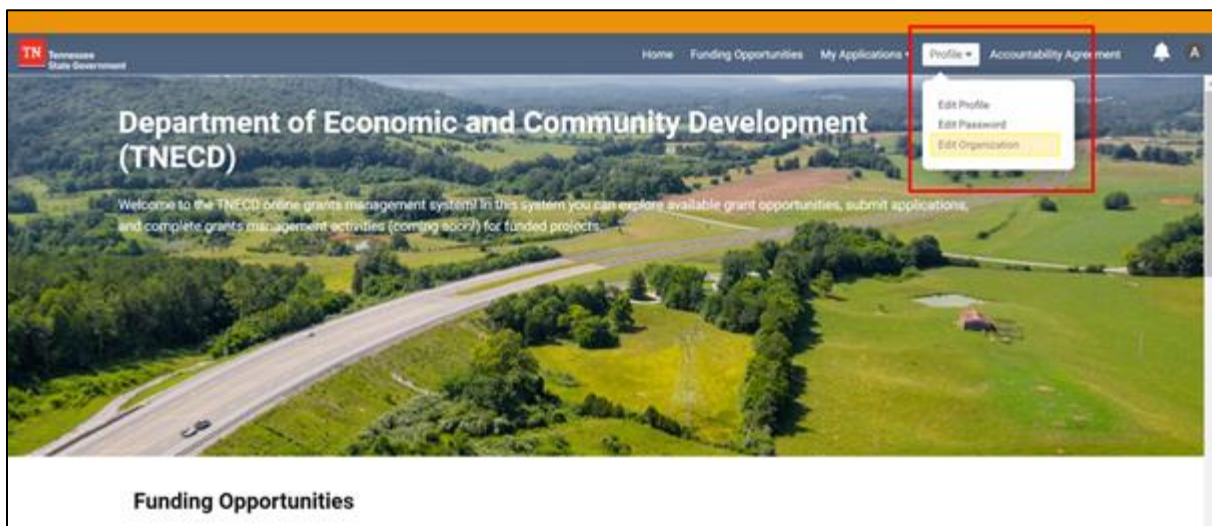 TN Tennessee
State Government
Home Funding Opportunities My Applications Profile Accountability Agreement A
Edit Profile
Edit Password
Edit Organization
Department of Economic and Community Development
(TNECD)
Welcome to the TNECD online grants management system! In this system you can explore available grant opportunities, submit applications,
and complete grants management activities (coming soon!) for funded projects.
Funding Opportunities